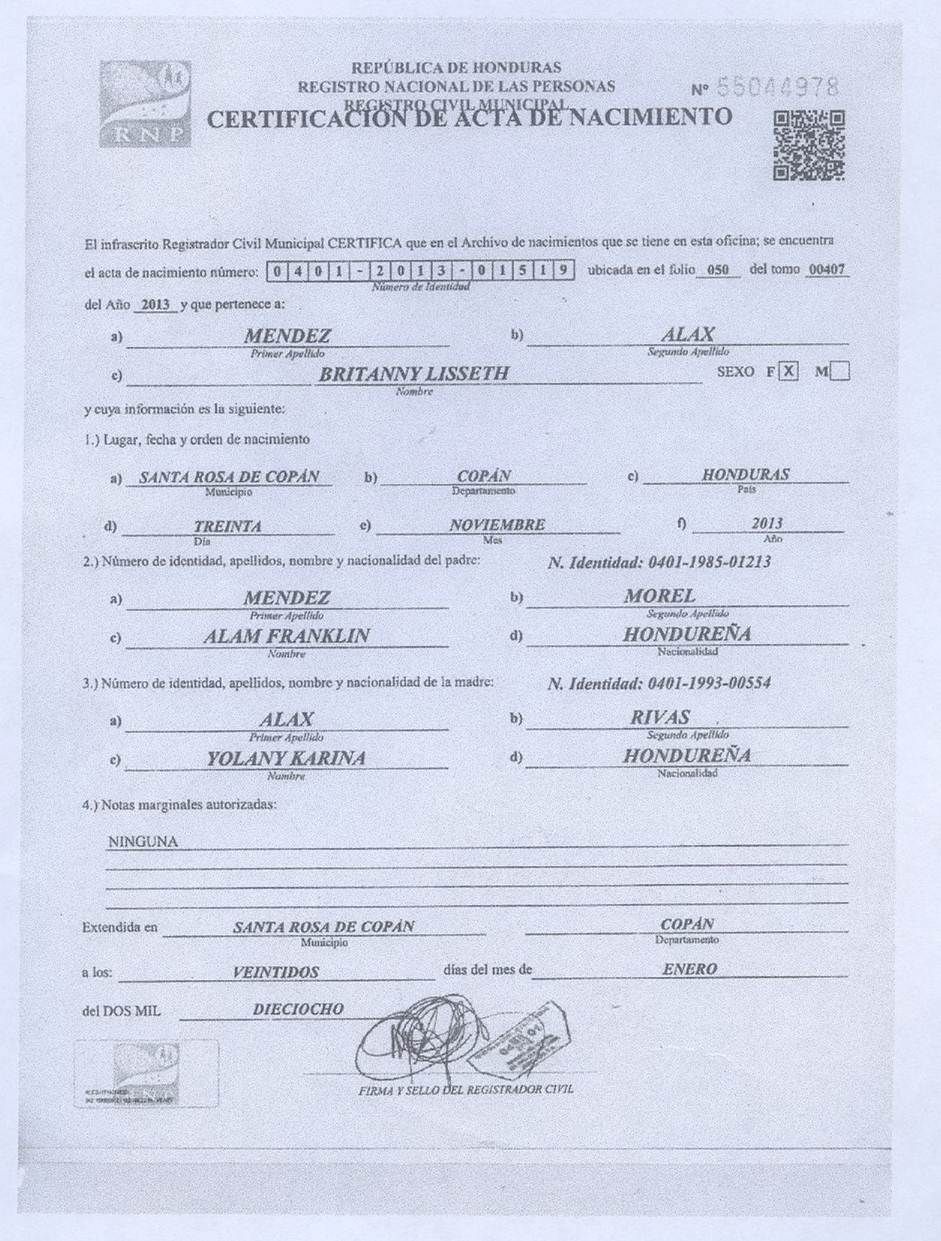 REPÚBLICA DE HONDURAS
REGISTRO NACIONAL DE LAS PERSONAS
Nº 55044978
REGISTRO CIVIL MUNICIPAL
CERTIFICACIÓN DE ACTA DE NACIMIENTO
RNP
El infrascrito Registrador Civil Municipal CERTIFICA que en el Archivo de nacimientos que se tiene en esta oficina; se encuentra
el acta de nacimiento número: 0401-2013-01519 ubicada en el folio 050 del tomo 00407
Número de Identidad
del Año 2013 y que pertenece a:
a) MENDEZ b) ALAX
Primer Apellido Segundo Apellido
c) BRITANNY LISSETH SEXO F X M
Nombre
y cuya información es la siguiente:
1.) Lugar, fecha y orden de nacimiento
a) SANTA ROSA DE COPÁN b) COPÁN c) HONDURAS
Municipio Departamento País
d) TREINTA e) NOVIEMBRE f) 2013
Día Mes Año
2.) Número de identidad, apellidos, nombre y nacionalidad del padre: N. Identidad: 0401-1985-01213
a) MENDEZ b) MOREL
Primer Apellido Segundo Apellido
c) ALAM FRANKLIN d) HONDUREÑA
Nombre Nacionalidad
3.) Número de identidad, apellidos, nombre y nacionalidad de la madre: N. Identidad: 0401-1993-00554
a) ALAX b) RIVAS
Primer Apellido Segundo Apellido
c) YOLANY KARINA d) HONDUREÑA
Nombre Nacionalidad
4.) Notas marginales autorizadas:
NINGUNA
Extendida en SANTA ROSA DE COPÁN COPÁN
Municipio Departamento
a los: VEINTIDOS días del mes de ENERO
del DOS MIL DIECIOCHO
FIRMA Y SELLO DEL REGISTRADOR CIVIL